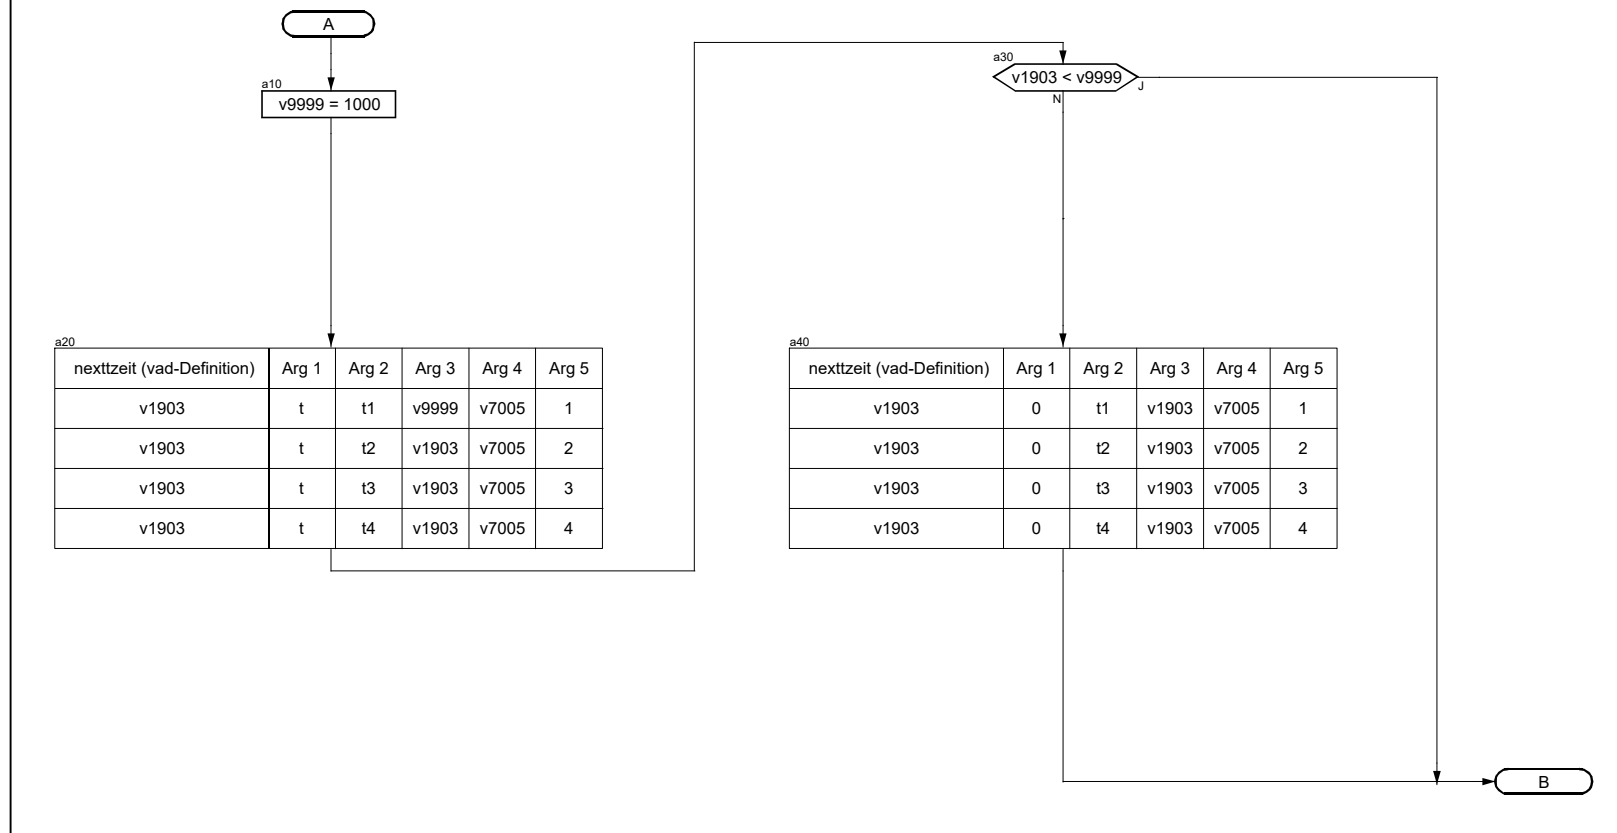 A
a10
v9999 = 1000
a20
nexttzeit (vad-Definition) Arg 1 Arg 2 Arg 3 Arg 4 Arg 5
v1903 t t1 v9999 v7005 1
v1903 t t2 v1903 v7005 2
v1903 t t3 v1903 v7005 3
v1903 t t4 v1903 v7005 4
a30
v1903 < v9999
N
J
a40
nexttzeit (vad-Definition) Arg 1 Arg 2 Arg 3 Arg 4 Arg 5
v1903 0 t1 v1903 v7005 1
v1903 0 t2 v1903 v7005 2
v1903 0 t3 v1903 v7005 3
v1903 0 t4 v1903 v7005 4
B